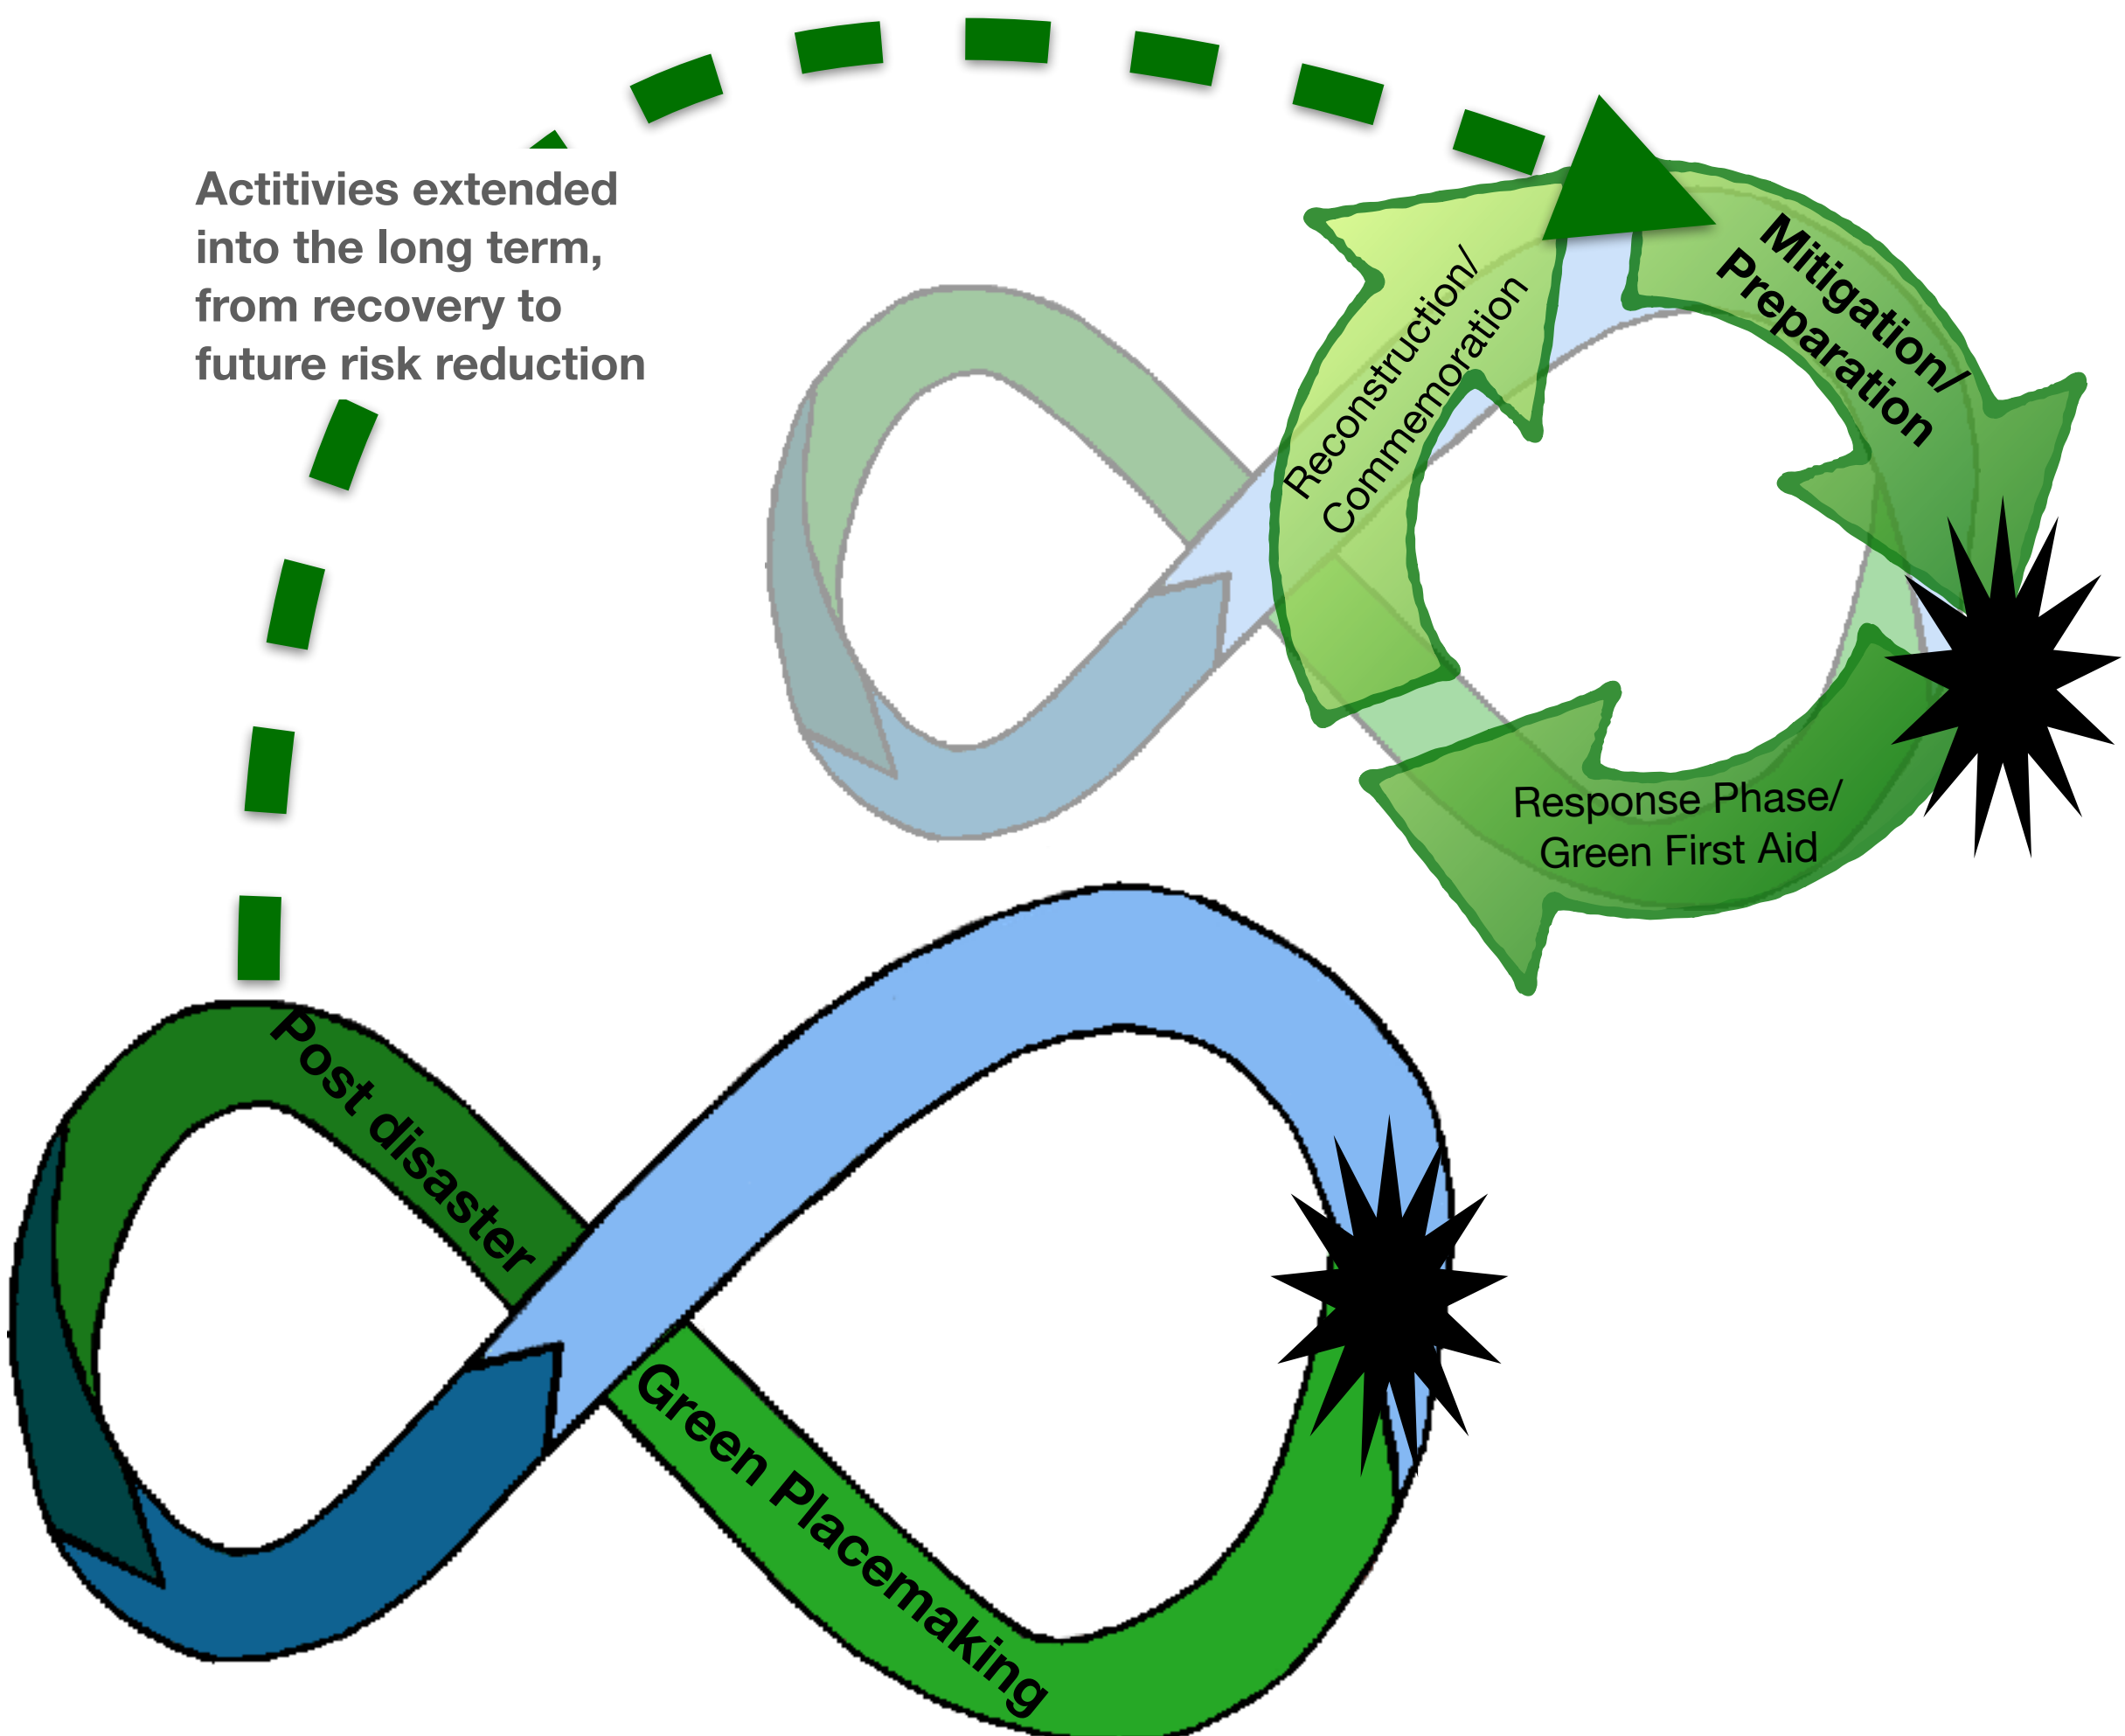 Actitivies extended
into the long term,
from recovery to
future risk reduction
Reconstruction/
Commemoration
Mitigation/
Preparation
Response Phase/
Green First Aid
Post disaster
Green Placemaking